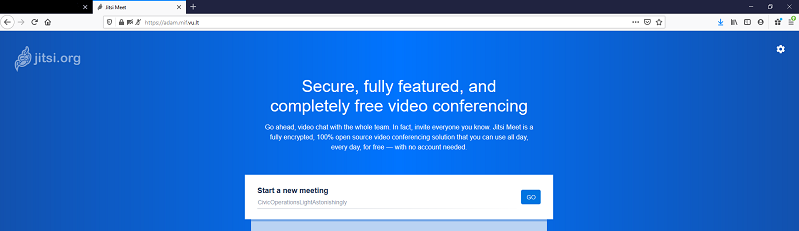 Jitsi Meet
https://adam.mif.vu.lt
jitsi.org
Secure, fully featured, and
completely free video conferencing
Go ahead, video chat with the whole team. In fact, invite everyone you know. Jitsi Meet is a
fully encrypted, 100% open source video conferencing solution that you can use all day,
every day, for free — with no account needed.
Start a new meeting
CivicOperationsLightAstonishingly
GO